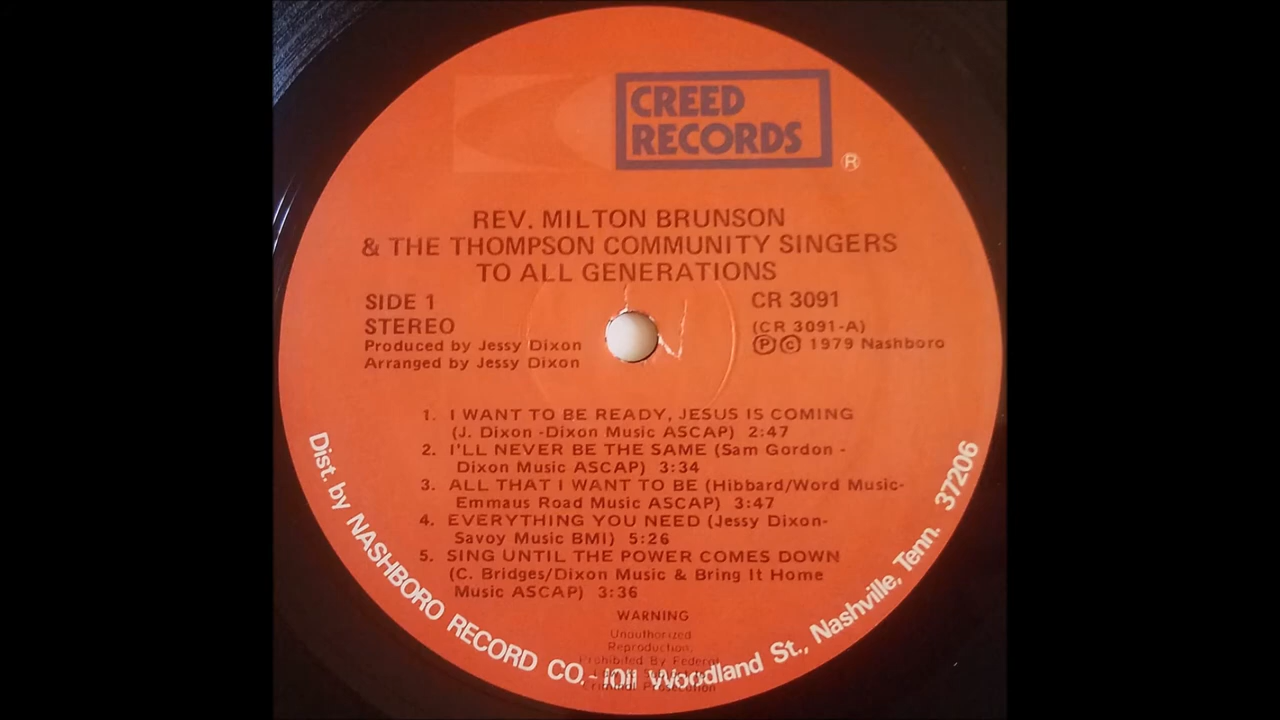 CREED
RECORDS
®
REV. MILTON BRUNSON
& THE THOMPSON COMMUNITY SINGERS
TO ALL GENERATIONS
SIDE 1
STEREO
Produced by Jessy Dixon
Arranged by Jessy Dixon
CR 3091
(CR 3091-A)
Ⓟ © 1979 Nashboro
1. I WANT TO BE READY, JESUS IS COMING
(J. Dixon -Dixon Music ASCAP) 2:47
2. I'LL NEVER BE THE SAME (Sam Gordon -
Dixon Music ASCAP) 3:34
3. ALL THAT I WANT TO BE (Hibbard/Word Music-
Emmaus Road Music ASCAP) 3:47
4. EVERYTHING YOU NEED (Jessy Dixon-
Savoy Music BMI) 5:26
5. SING UNTIL THE POWER COMES DOWN
(C. Bridges/Dixon Music & Bring It Home
Music ASCAP) 3:36
WARNING
Unauthorized
Reproduction,
Prohibited By Federal
Criminal Prosecution
Dist. by NASHBORO RECORD CO. - 1011 Woodland St., Nashville, Tenn. 37206